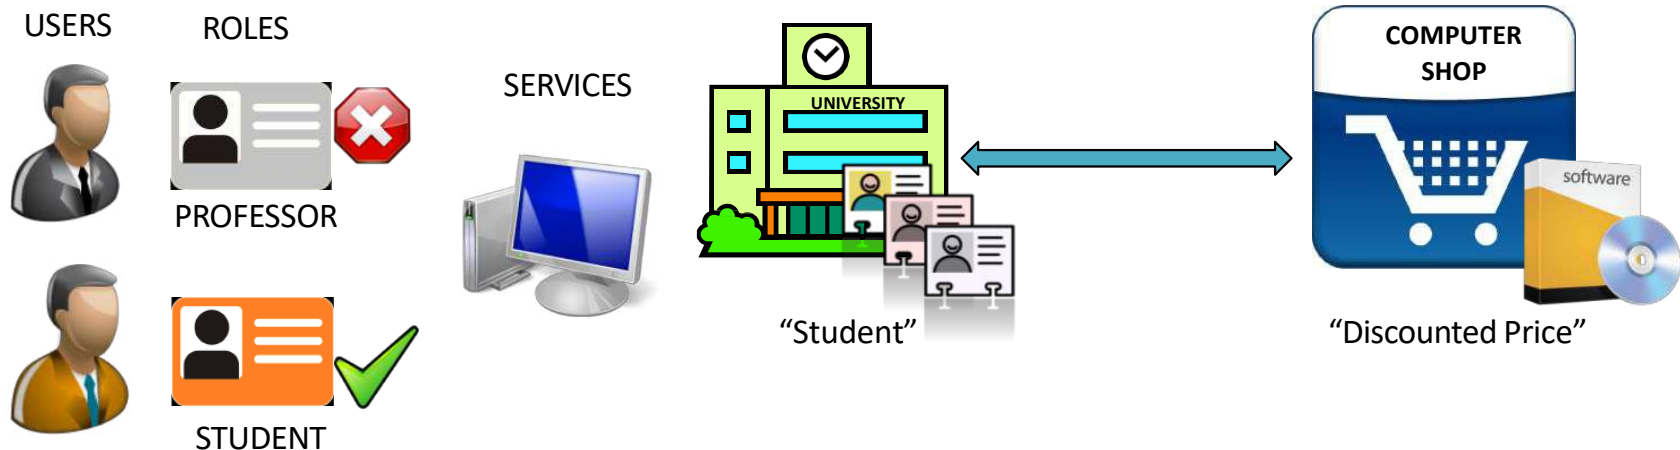 USERS
ROLES
PROFESSOR
STUDENT
SERVICES
UNIVERSITY
“Student”
COMPUTER
SHOP
software
“Discounted Price”